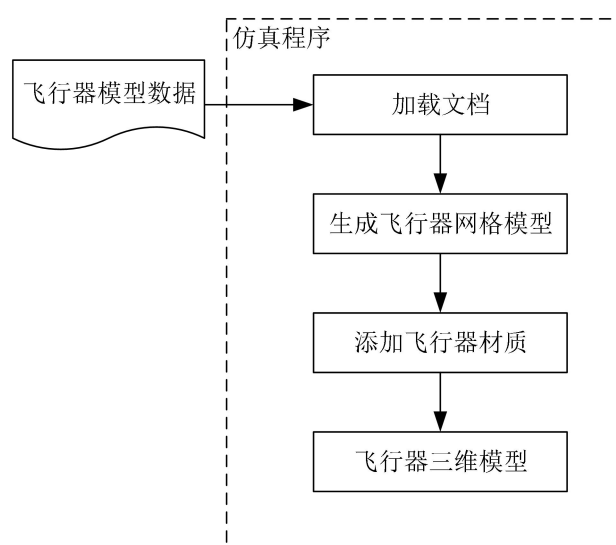 仿真程序
飞行器模型数据
加载文档
生成飞行器网格模型
添加飞行器材质
飞行器三维模型